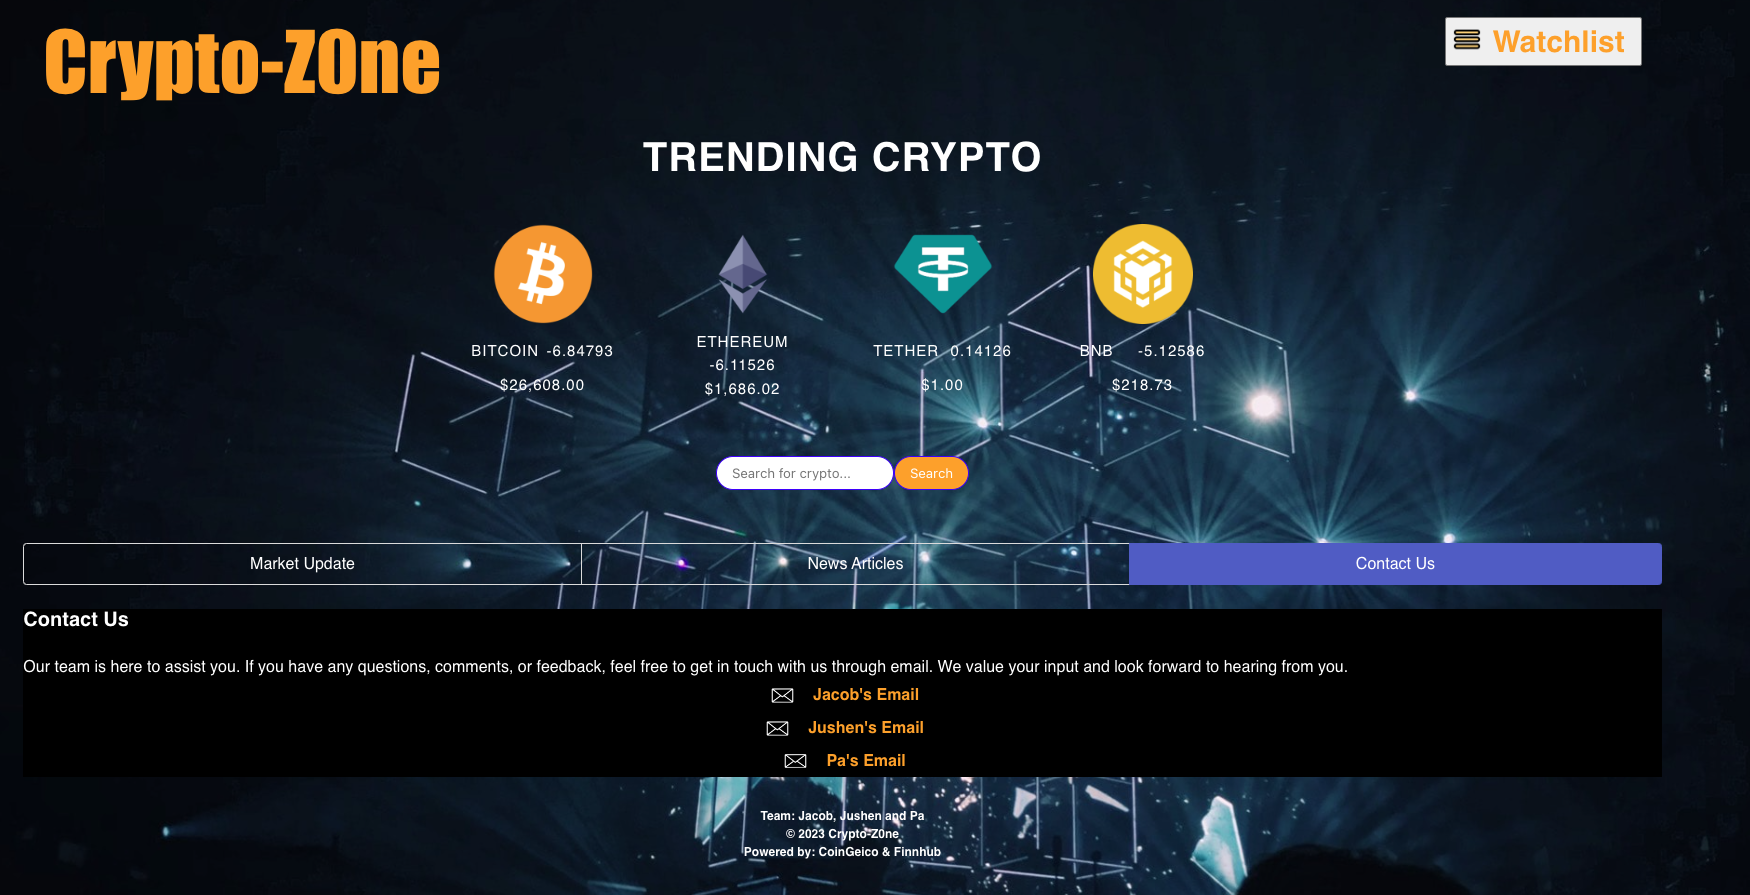 Crypto-Z0ne
Watchlist
TRENDING CRYPTO
BITCOIN -6.84793
$26,608.00
ETHEREUM
-6.11526
$1,686.02
TETHER 0.14126
$1.00
BNB -5.12586
$218.73
Search for crypto...
Search
Market Update
News Articles
Contact Us
Contact Us
Our team is here to assist you. If you have any questions, comments, or feedback, feel free to get in touch with us through email. We value your input and look forward to hearing from you.
Jacob's Email
Jushen's Email
Pa's Email
Team: Jacob, Jushen and Pa
© 2023 Crypto-Z0ne
Powered by: CoinGeico & Finnhub